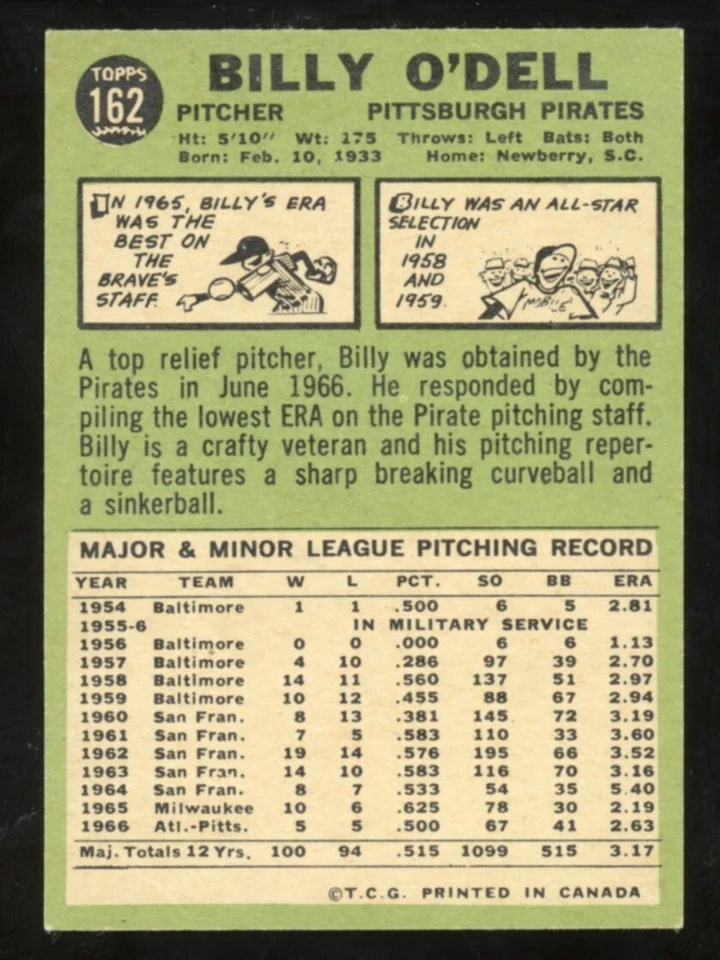 TOPPS
162
BILLY O'DELL
PITCHER PITTSBURGH PIRATES
Ht: 5'10" Wt: 175 Throws: Left Bats: Both
Born: Feb. 10, 1933 Home: Newberry, S.C.
IN 1965, BILLY'S ERA
WAS THE
BEST ON
THE
BRAVE'S
STAFF.
BILLY WAS AN ALL-STAR
SELECTION
IN
1958
AND
1959.
"MOBILE"
A top relief pitcher, Billy was obtained by the
Pirates in June 1966. He responded by com-
piling the lowest ERA on the Pirate pitching staff.
Billy is a crafty veteran and his pitching reper-
toire features a sharp breaking curveball and
a sinkerball.
MAJOR & MINOR LEAGUE PITCHING RECORD
YEAR TEAM W L PCT. SO BB ERA
1954 Baltimore 1 1 .500 6 5 2.81
1955-6 IN MILITARY SERVICE
1956 Baltimore 0 0 .000 6 6 1.13
1957 Baltimore 4 10 .286 97 39 2.70
1958 Baltimore 14 11 .560 137 51 2.97
1959 Baltimore 10 12 .455 88 67 2.94
1960 San Fran. 8 13 .381 145 72 3.19
1961 San Fran. 7 5 .583 110 33 3.60
1962 San Fran. 19 14 .576 195 66 3.52
1963 San Fran. 14 10 .583 116 70 3.16
1964 San Fran. 8 7 .533 54 35 5.40
1965 Milwaukee 10 6 .625 78 30 2.19
1966 Atl.-Pitts. 5 5 .500 67 41 2.63
Maj. Totals 12 Yrs. 100 94 .515 1099 515 3.17
©T.C.G. PRINTED IN CANADA